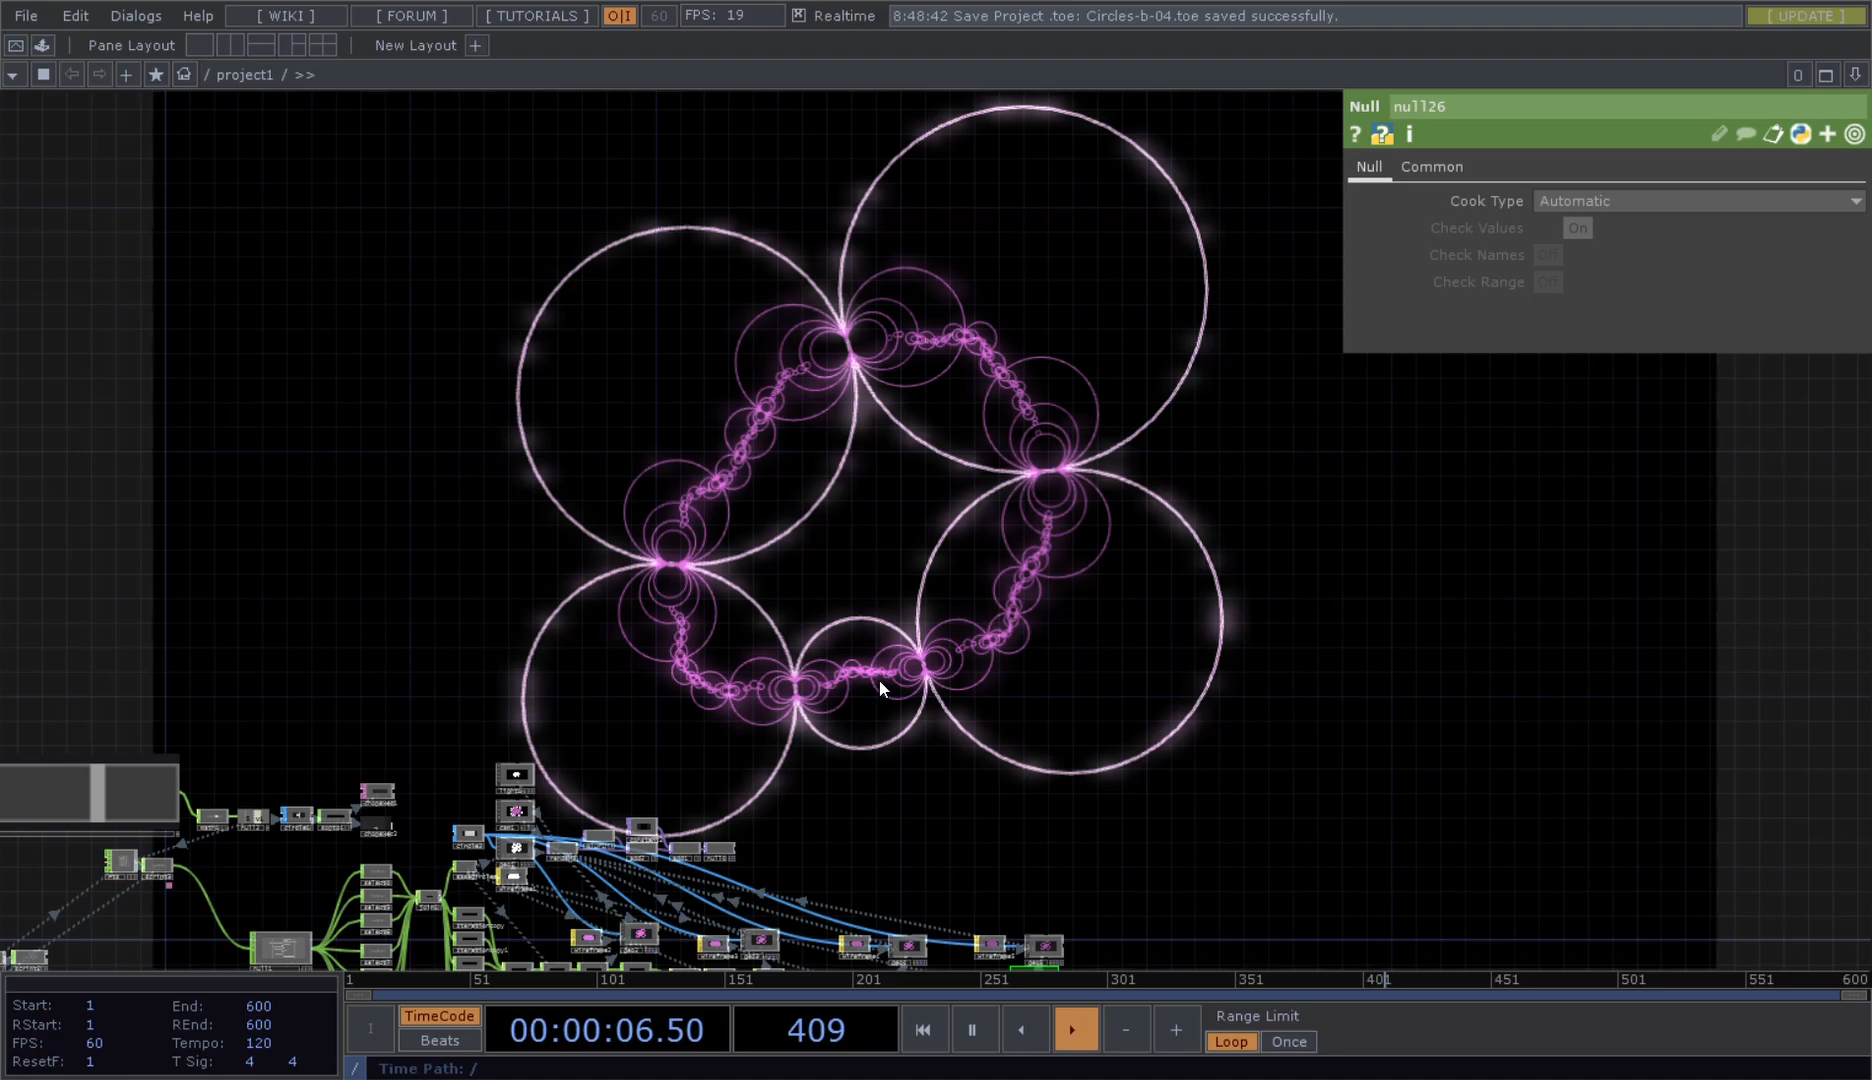 File Edit Dialogs Help [ WIKI ] [ FORUM ] [ TUTORIALS ] O|I 60 FPS: 19 Realtime 8:48:42 Save Project .toe: Circles-b-04.toe saved successfully. [ UPDATE ]
Pane Layout New Layout +
/ project1 / >> 0
Null null26
? ? i
Null Common
Cook Type Automatic
Check Values On
Check Names Off
Check Range Off
1 51 101 151 201 251 301 351 401 451 501 551 600
Start: 1 End: 600
RStart: 1 REnd: 600
FPS: 60 Tempo: 120
ResetF: 1 T Sig: 4 4
TimeCode
Beats
00:00:06.50
409
- +
Range Limit
Loop Once
/ Time Path: /